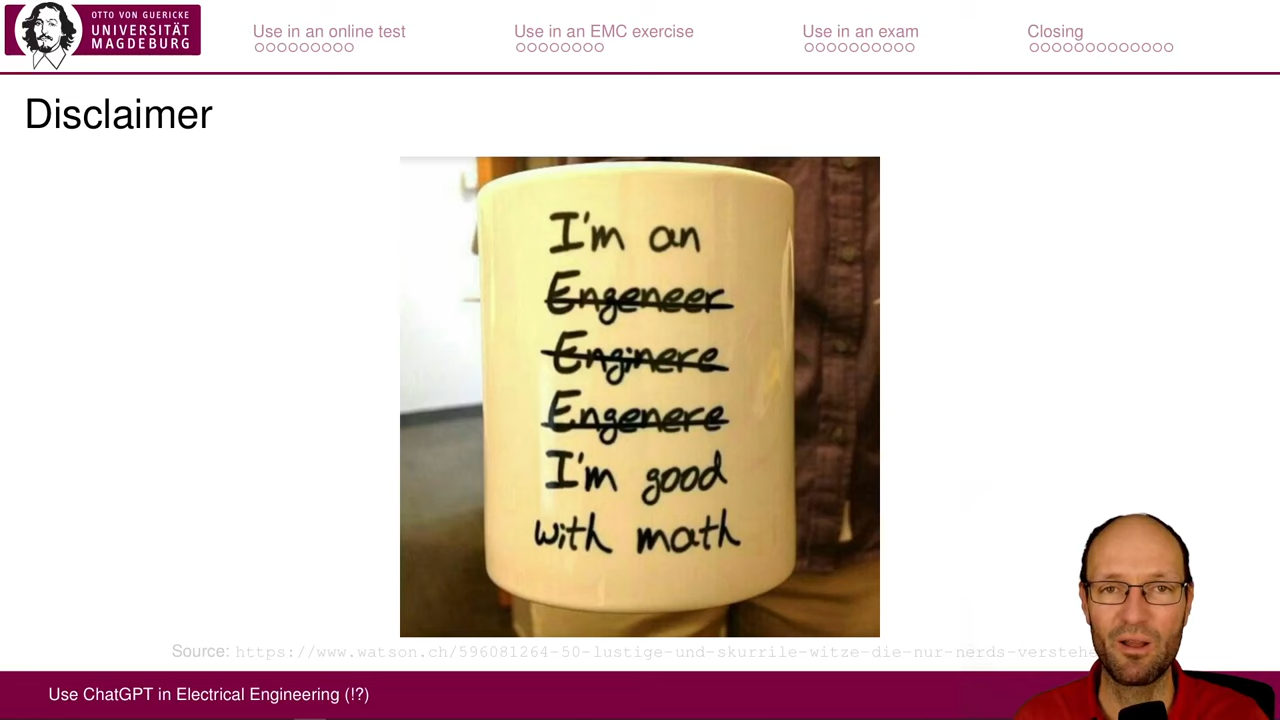 OTTO VON GUERICKE
UNIVERSITÄT
MAGDEBURG
Use in an online test
Use in an EMC exercise
Use in an exam
Closing
Disclaimer
I'm an
Engeneer
Enginere
Engenere
I'm good
with math
Source: https://www.watson.ch/596081264-50-lustige-und-skurrile-witze-die-nur-nerds-verstehe
Use ChatGPT in Electrical Engineering (!?)